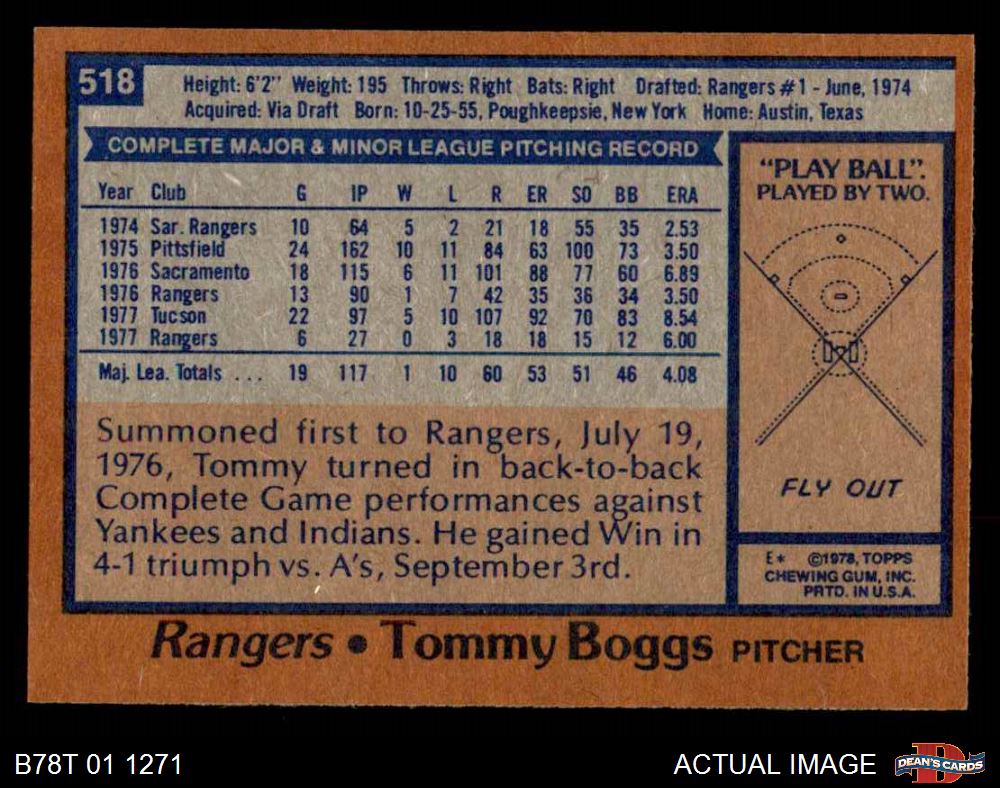 518
Height: 6'2" Weight: 195 Throws: Right Bats: Right Drafted: Rangers #1 - June, 1974
Acquired: Via Draft Born: 10-25-55, Poughkeepsie, New York Home: Austin, Texas
COMPLETE MAJOR & MINOR LEAGUE PITCHING RECORD
Year Club G IP W L R ER SO BB ERA
1974 Sar. Rangers 10 64 5 2 21 18 55 35 2.53
1975 Pittsfield 24 162 10 11 84 63 100 73 3.50
1976 Sacramento 18 115 6 11 101 88 77 60 6.89
1976 Rangers 13 90 1 7 42 35 36 34 3.50
1977 Tucson 22 97 5 10 107 92 70 83 8.54
1977 Rangers 6 27 0 3 18 18 15 12 6.00
Maj. Lea. Totals ... 19 117 1 10 60 53 51 46 4.08
Summoned first to Rangers, July 19,
1976, Tommy turned in back-to-back
Complete Game performances against
Yankees and Indians. He gained Win in
4-1 triumph vs. A's, September 3rd.
"PLAY BALL":
PLAYED BY TWO.
FLY OUT
E* ©1978, TOPPS
CHEWING GUM, INC.
PRTD. IN U.S.A.
Rangers • Tommy Boggs PITCHER
B78T 01 1271
ACTUAL IMAGE
D
DEAN'S CARDS